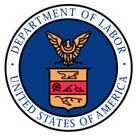 DEPARTMENT OF LABOR
UNITED STATES OF AMERICA